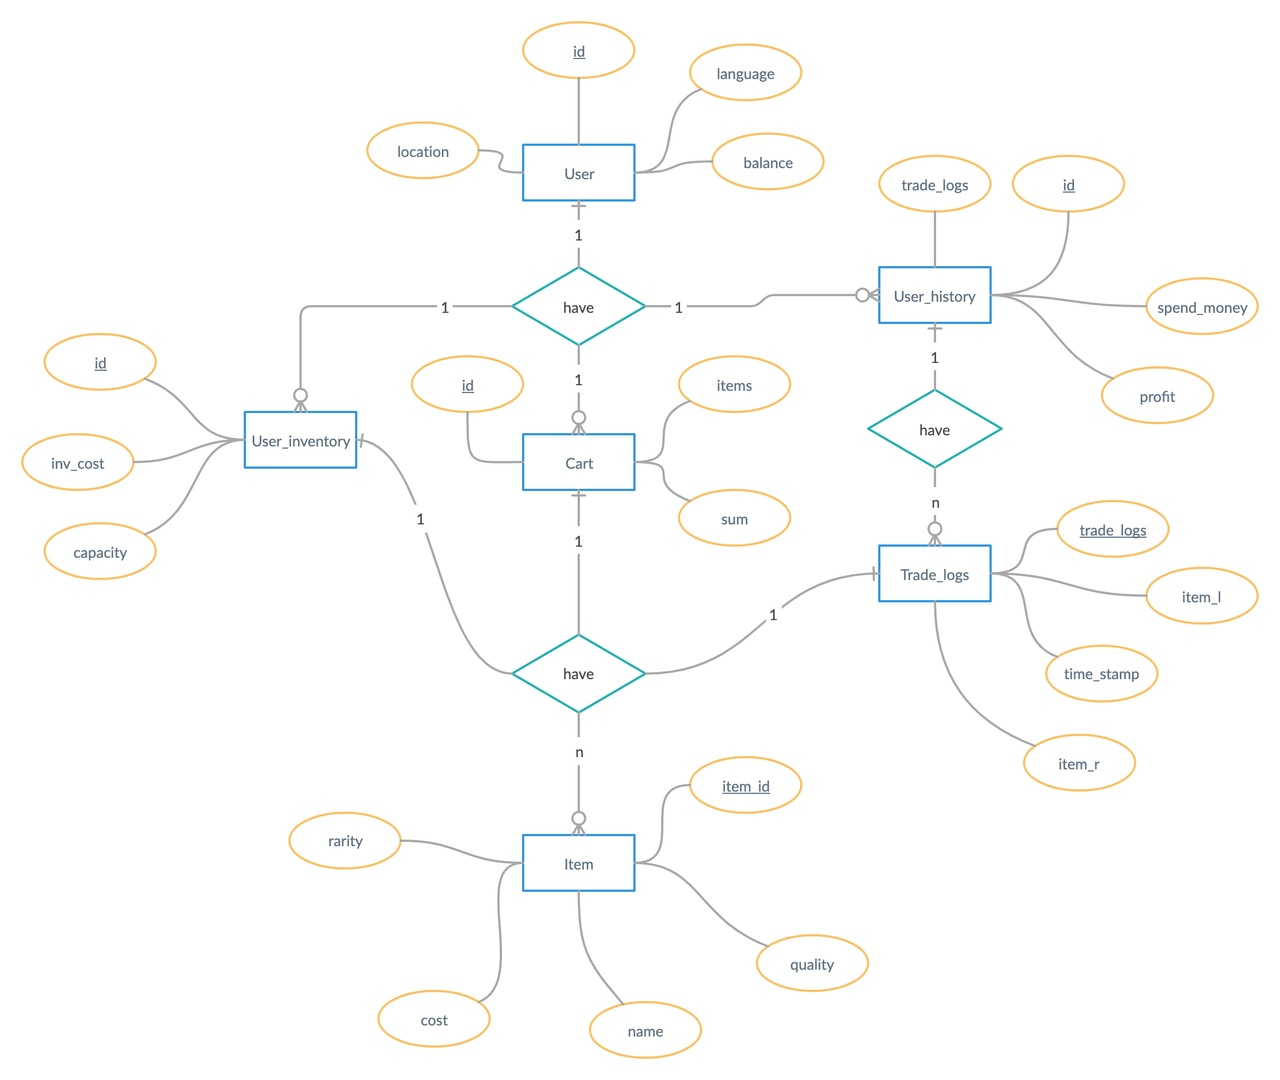 id
language
location
balance
User
trade_logs
id
1
User_history
have
1
1
spend_money
id
1
1
id
items
profit
have
User_inventory
inv_cost
Cart
n
1
sum
1
trade_logs
capacity
Trade_logs
item_l
1
have
time_stamp
n
item_r
item_id
rarity
Item
quality
cost
name